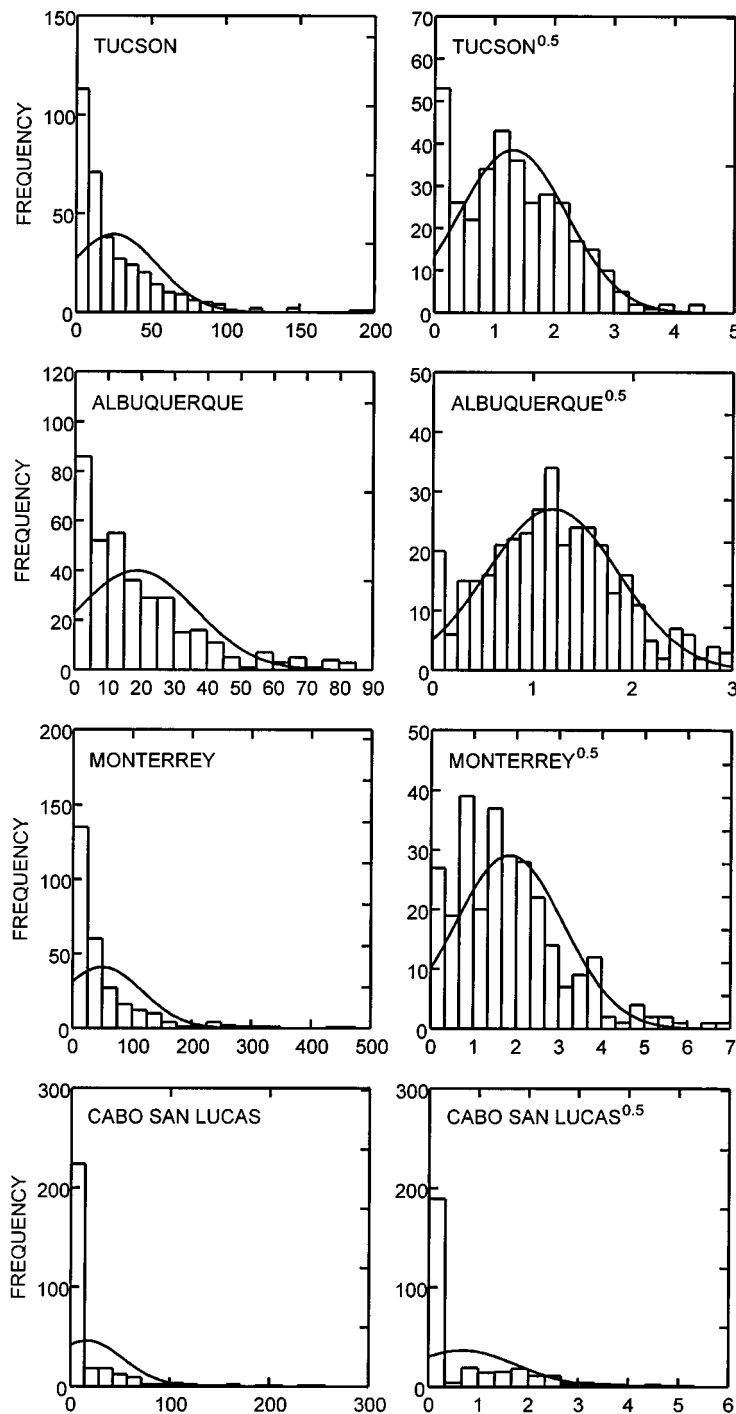 150
TUCSON
100
50
0
FREQUENCY
0 50 100 150 200
70
TUCSON^0.5
60
50
40
30
20
10
0
0 1 2 3 4 5
120
ALBUQUERQUE
100
80
60
40
20
0
FREQUENCY
0 10 20 30 40 50 60 70 80 90
50
ALBUQUERQUE^0.5
40
30
20
10
0
0 1 2 3
200
MONTERREY
150
100
50
0
FREQUENCY
0 100 200 300 400 500
50
MONTERREY^0.5
40
30
20
10
0
0 1 2 3 4 5 6 7
300
CABO SAN LUCAS
200
100
0
FREQUENCY
0 100 200 300
300
CABO SAN LUCAS^0.5
200
100
0
0 1 2 3 4 5 6